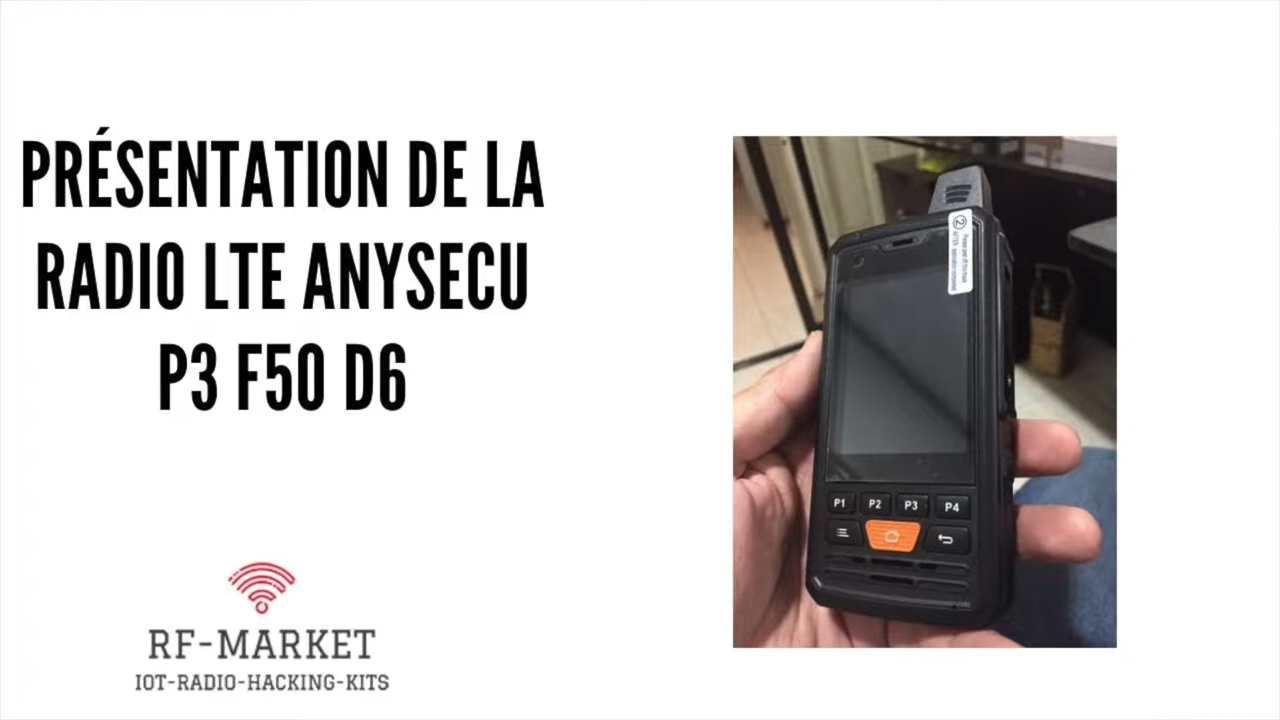 PRÉSENTATION DE LA
RADIO LTE ANYSECU
P3 F50 D6
RF-MARKET
IOT-RADIO-HACKING-KITS
2
P1 P2 P3 P4